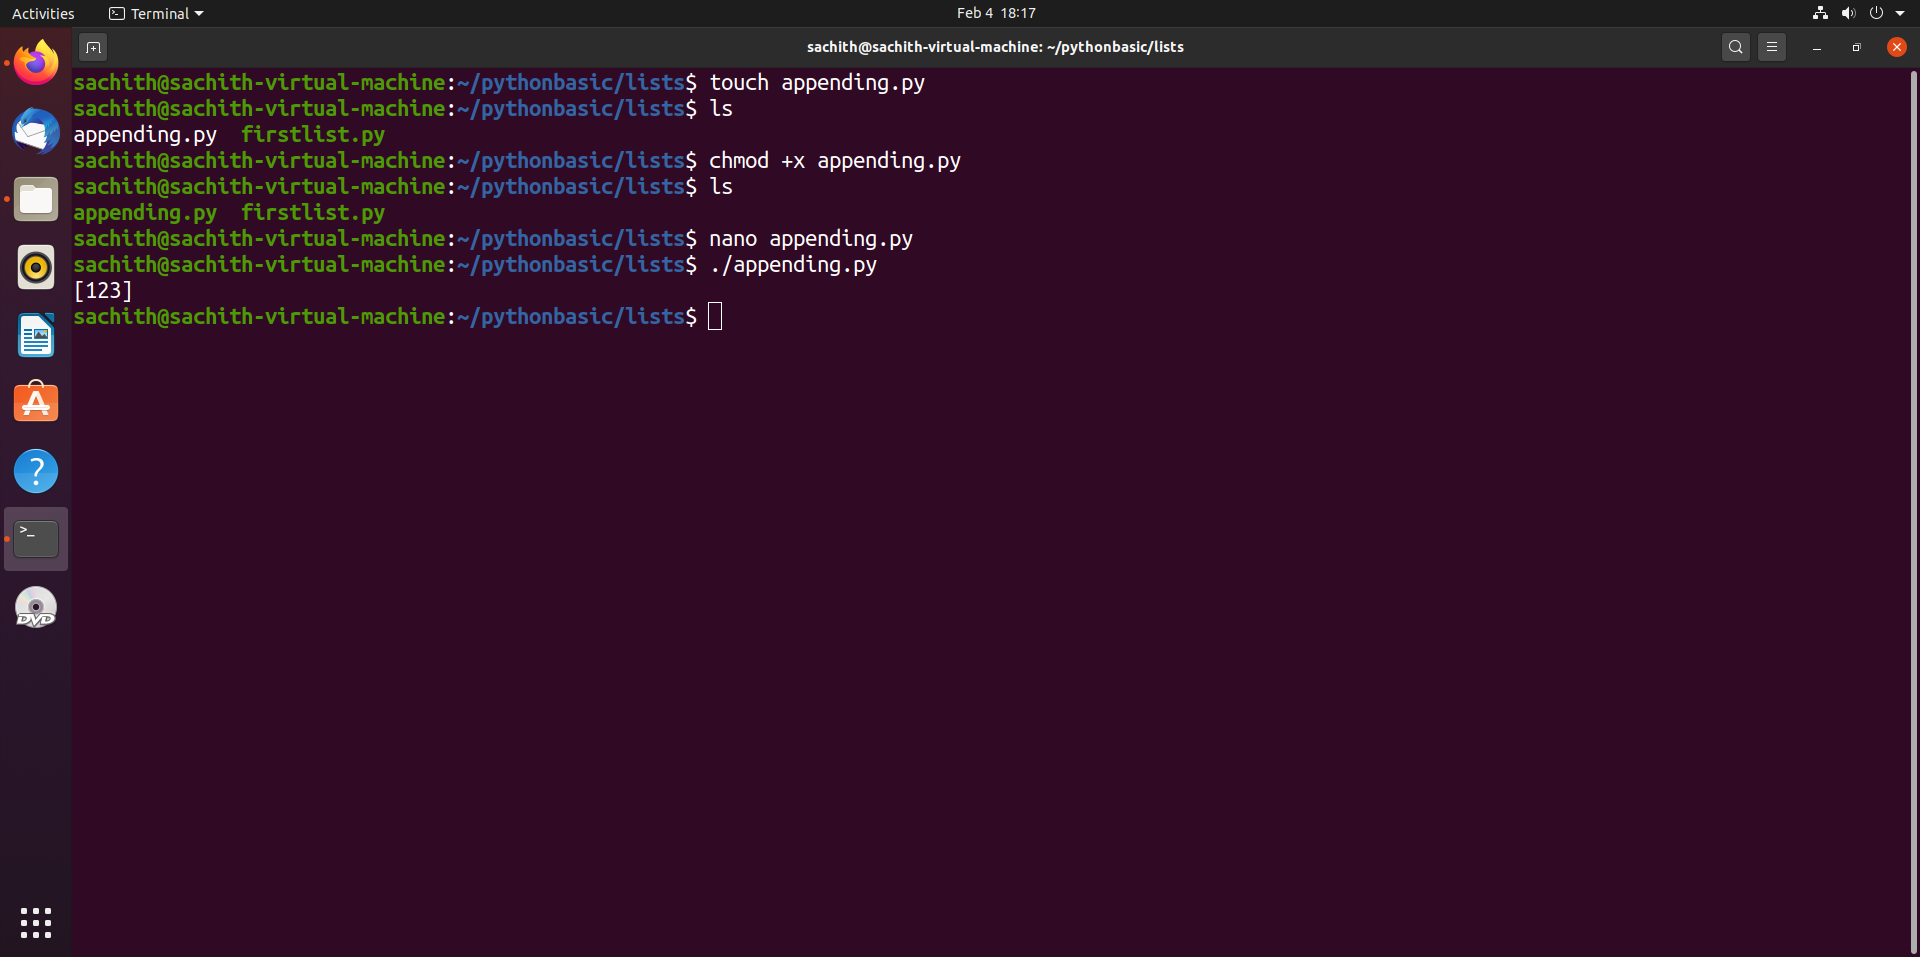 Activities Terminal Feb 4 18:17
sachith@sachith-virtual-machine: ~/pythonbasic/lists
sachith@sachith-virtual-machine:~/pythonbasic/lists$ touch appending.py
sachith@sachith-virtual-machine:~/pythonbasic/lists$ ls
appending.py  firstlist.py
sachith@sachith-virtual-machine:~/pythonbasic/lists$ chmod +x appending.py
sachith@sachith-virtual-machine:~/pythonbasic/lists$ ls
appending.py  firstlist.py
sachith@sachith-virtual-machine:~/pythonbasic/lists$ nano appending.py
sachith@sachith-virtual-machine:~/pythonbasic/lists$ ./appending.py
[123]
sachith@sachith-virtual-machine:~/pythonbasic/lists$
?
>_
DVD